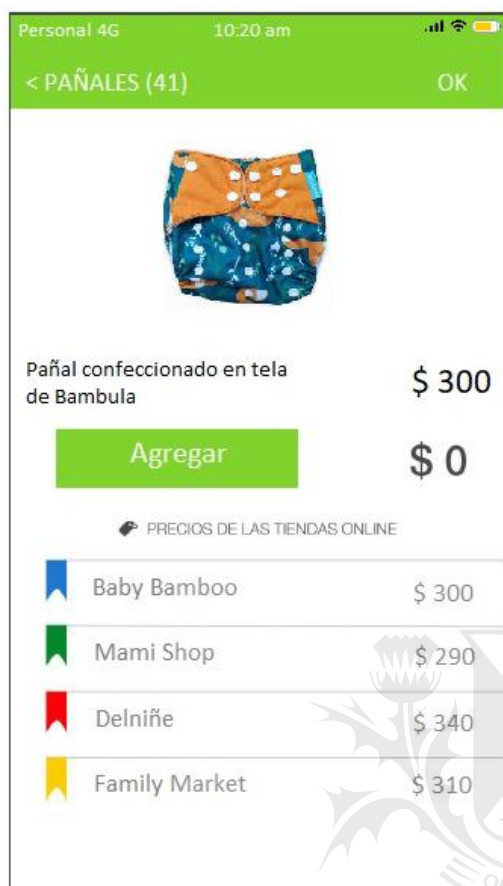 Personal 4G 10:20 am
< PAÑALES (41) OK
Pañal confeccionado en tela
de Bambula
$ 300
Agregar $ 0
PRECIOS DE LAS TIENDAS ONLINE
Baby Bamboo $ 300
Mami Shop $ 290
Delniñe $ 340
Family Market $ 310